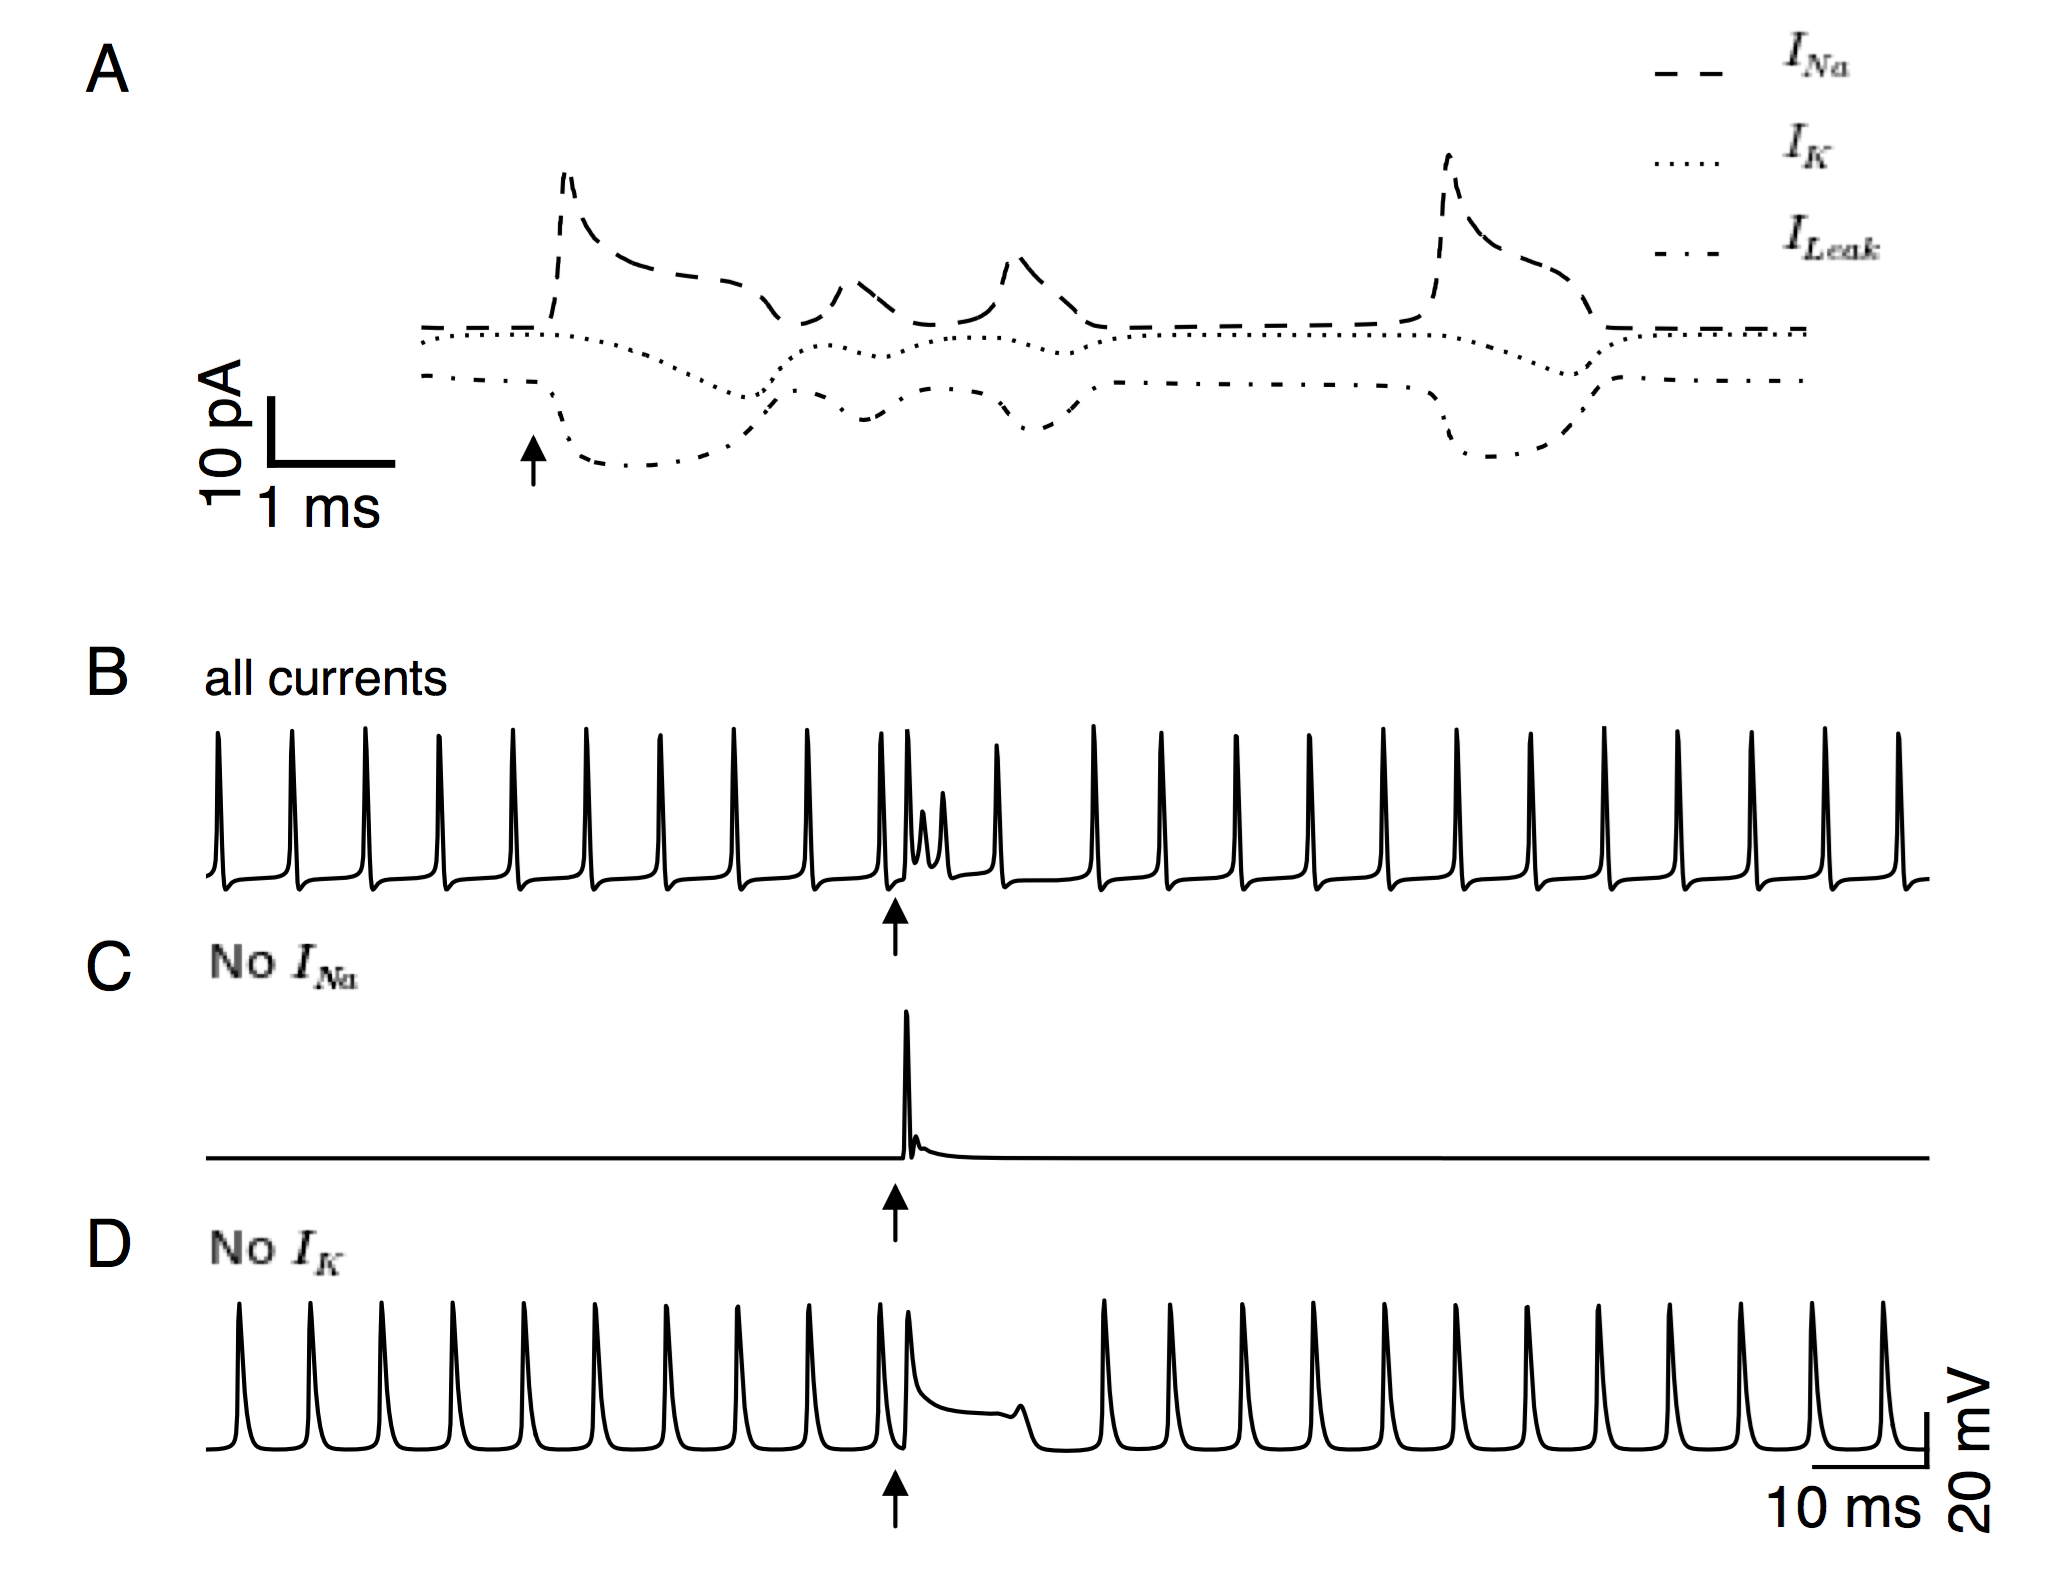 A
I_Na
I_K
I_Leak
10 pA
1 ms
B
all currents
C
No I_Na
D
No I_K
20 mV
10 ms